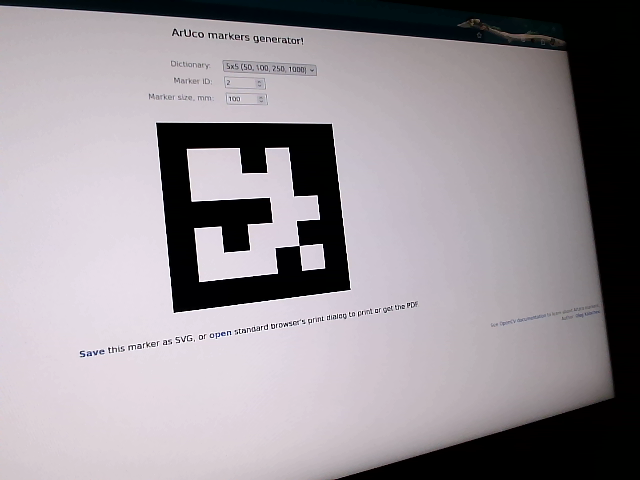 ArUco markers generator!
Dictionary: 5x5 (50, 100, 250, 1000)
Marker ID: 2
Marker size, mm: 100
Save this marker as SVG, or open standard browser's print dialog to print or get the PDF.